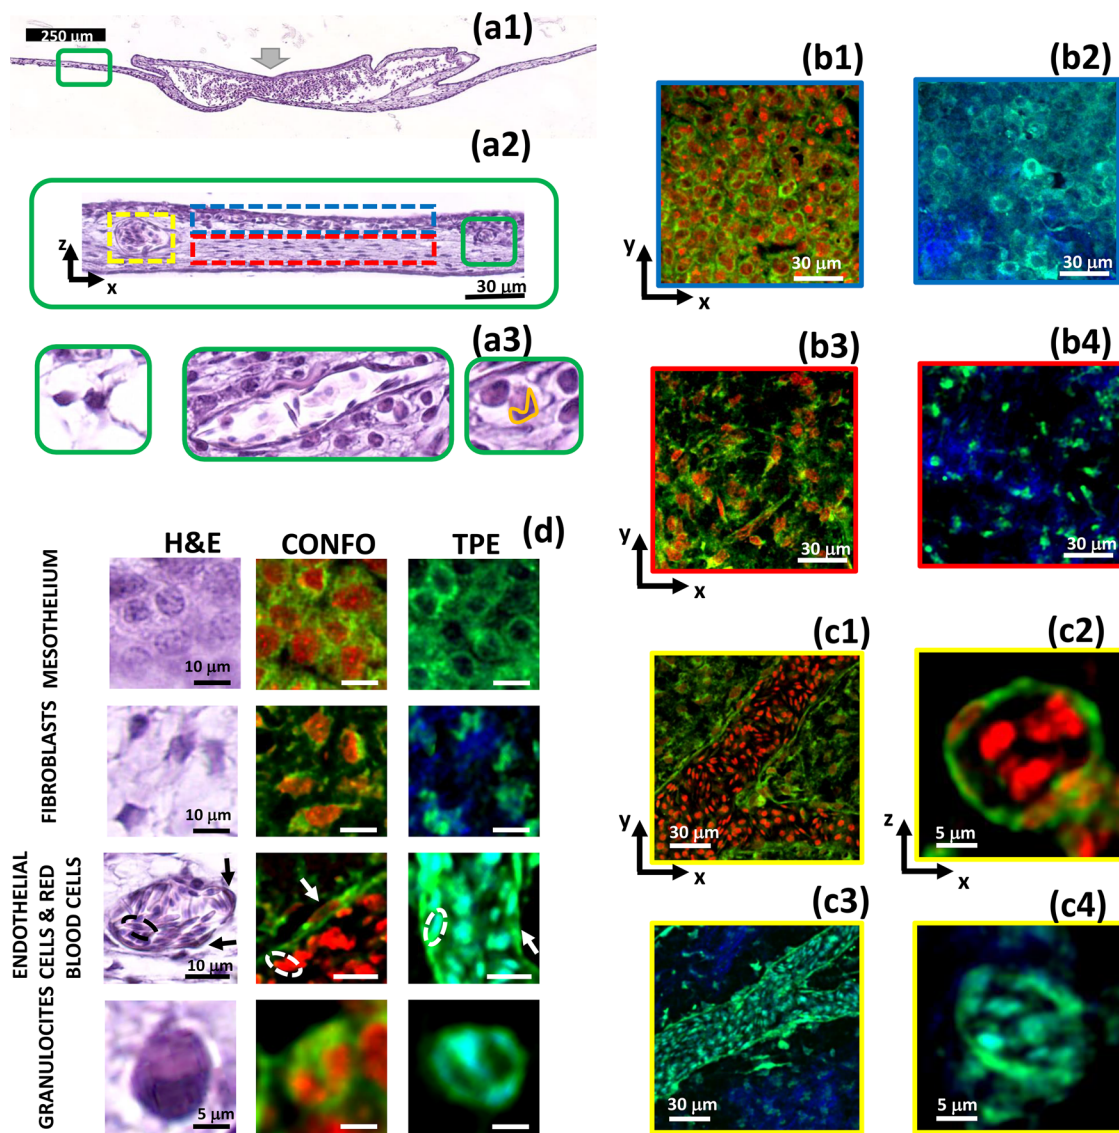 (a1)
250 µm
(a2)
z
x
30 µm
(a3)
(b1)
(b2)
y
x
30 µm
30 µm
(b3)
(b4)
y
x
30 µm
30 µm
(c1)
(c2)
y
x
30 µm
z
x
5 µm
(c3)
(c4)
30 µm
5 µm
(d)
H&E
CONFO
TPE
MESOTHELIUM
10 µm
FIBROBLASTS
10 µm
ENDOTHELIAL
CELLS & RED
BLOOD CELLS
10 µm
GRANULOCITES
5 µm